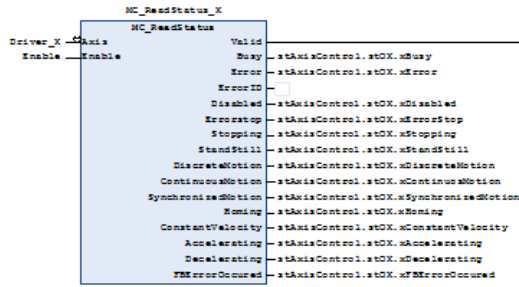 MC_ReadStatus_X
MC_ReadStatus
Driver_X Axis Valid
Enable Enable Busy stAxisControl.stOX.xBusy
Error stAxisControl.stOX.xError
ErrorID
Disabled stAxisControl.stOX.xDisabled
Errorstop stAxisControl.stOX.xErrorStop
Stopping stAxisControl.stOX.xStopping
StandStill stAxisControl.stOX.xStandStill
DiscreteMotion stAxisControl.stOX.xDiscreteMotion
ContinuousMotion stAxisControl.stOX.xContinuosMotion
SynchronizedMotion stAxisControl.stOX.xSynchronizedMotion
Homing stAxisControl.stOX.xHoming
ConstantVelocity stAxisControl.stOX.xConstantVelocity
Accelerating stAxisControl.stOX.xAccelerating
Decelerating stAxisControl.stOX.xDecelerating
FBErrorOccured stAxisControl.stOX.xFBErrorOccured